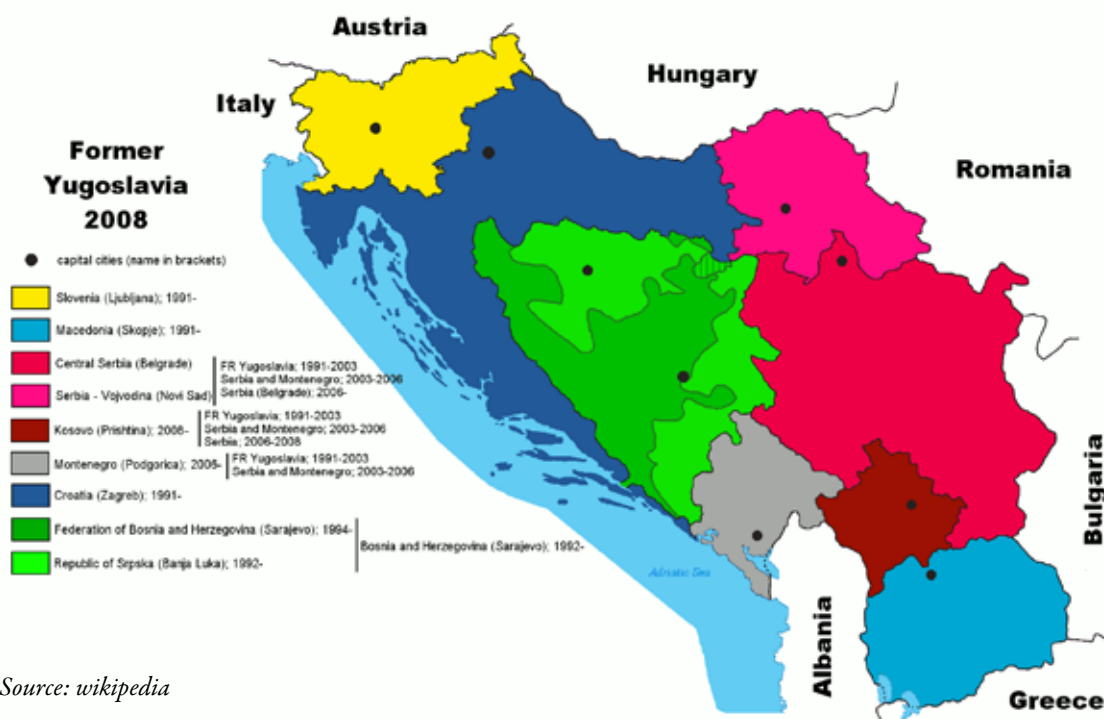 Austria
Hungary
Italy
Romania
Former
Yugoslavia
2008
capital cities (name in brackets)
Slovenia (Ljubljana); 1991-
Macedonia (Skopje); 1991-
Central Serbia (Belgrade)
Serbia - Vojvodina (Novi Sad)
FR Yugoslavia; 1991-2003
Serbia and Montenegro; 2003-2006
Serbia (Belgrade); 2006-
Kosovo (Prishtina); 2008-
FR Yugoslavia; 1991-2003
Serbia and Montenegro; 2003-2006
Serbia; 2006-2008
Montenegro (Podgorica); 2006-
FR Yugoslavia; 1991-2003
Serbia and Montenegro; 2003-2006
Croatia (Zagreb); 1991-
Federation of Bosnia and Herzegovina (Sarajevo); 1994-
Republic of Srpska (Banja Luka); 1992-
Bosnia and Herzegovina (Sarajevo); 1992-
Adriatic Sea
Bulgaria
Albania
Greece
Source: wikipedia